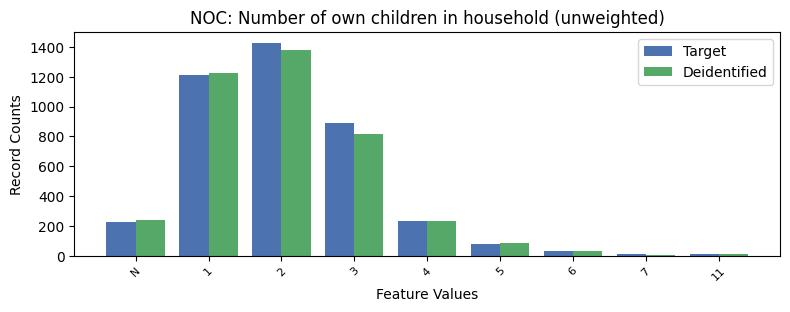 NOC: Number of own children in household (unweighted)
Target
Deidentified
Record Counts
1400
1200
1000
800
600
400
200
0
N 1 2 3 4 5 6 7 11
Feature Values